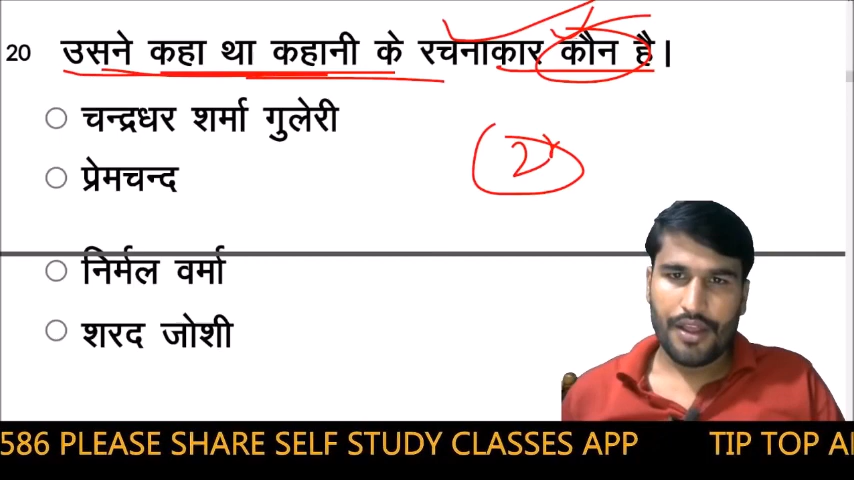 20 उसने कहा था कहानी के रचनाकार कौन है।
चन्द्रधर शर्मा गुलेरी
प्रेमचन्द
2x
निर्मल वर्मा
शरद जोशी
586 PLEASE SHARE SELF STUDY CLASSES APP TIP TOP